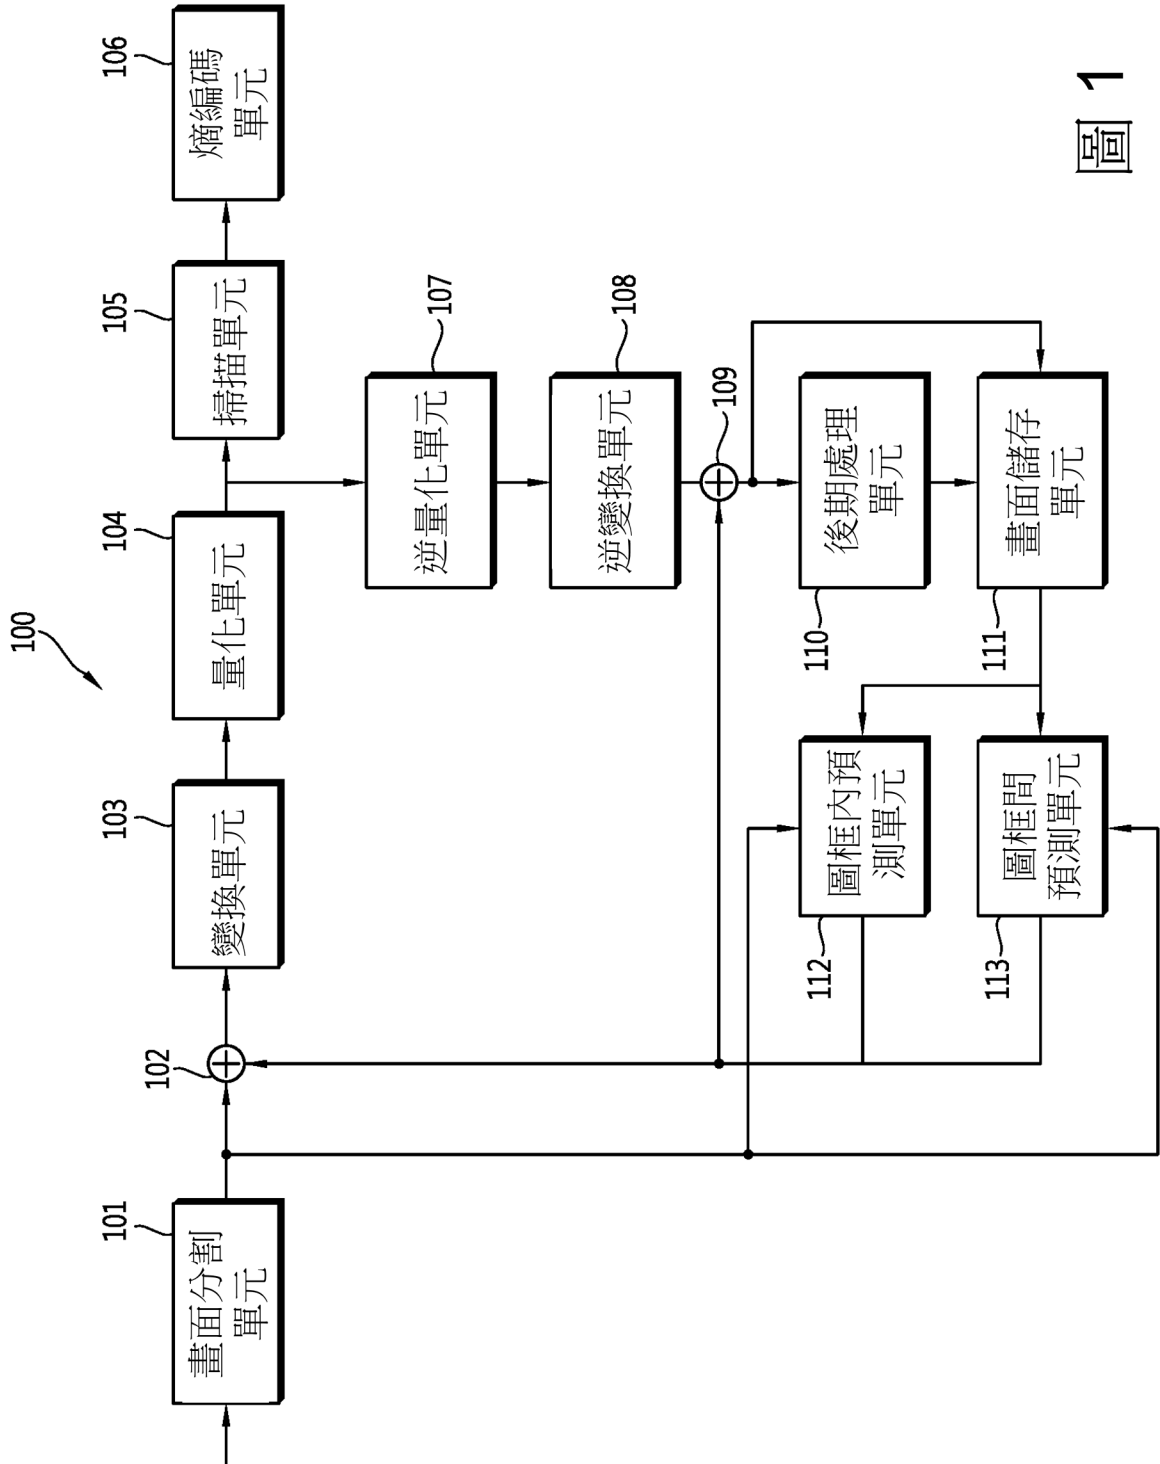 100
101
畫面分割
單元
102
103
變換單元
104
量化單元
105
掃描單元
106
熵編碼
單元
107
逆量化單元
108
逆變換單元
109
110
後期處理
單元
111
畫面儲存
單元
112
圖框內預
測單元
113
圖框間
預測單元
圖 1